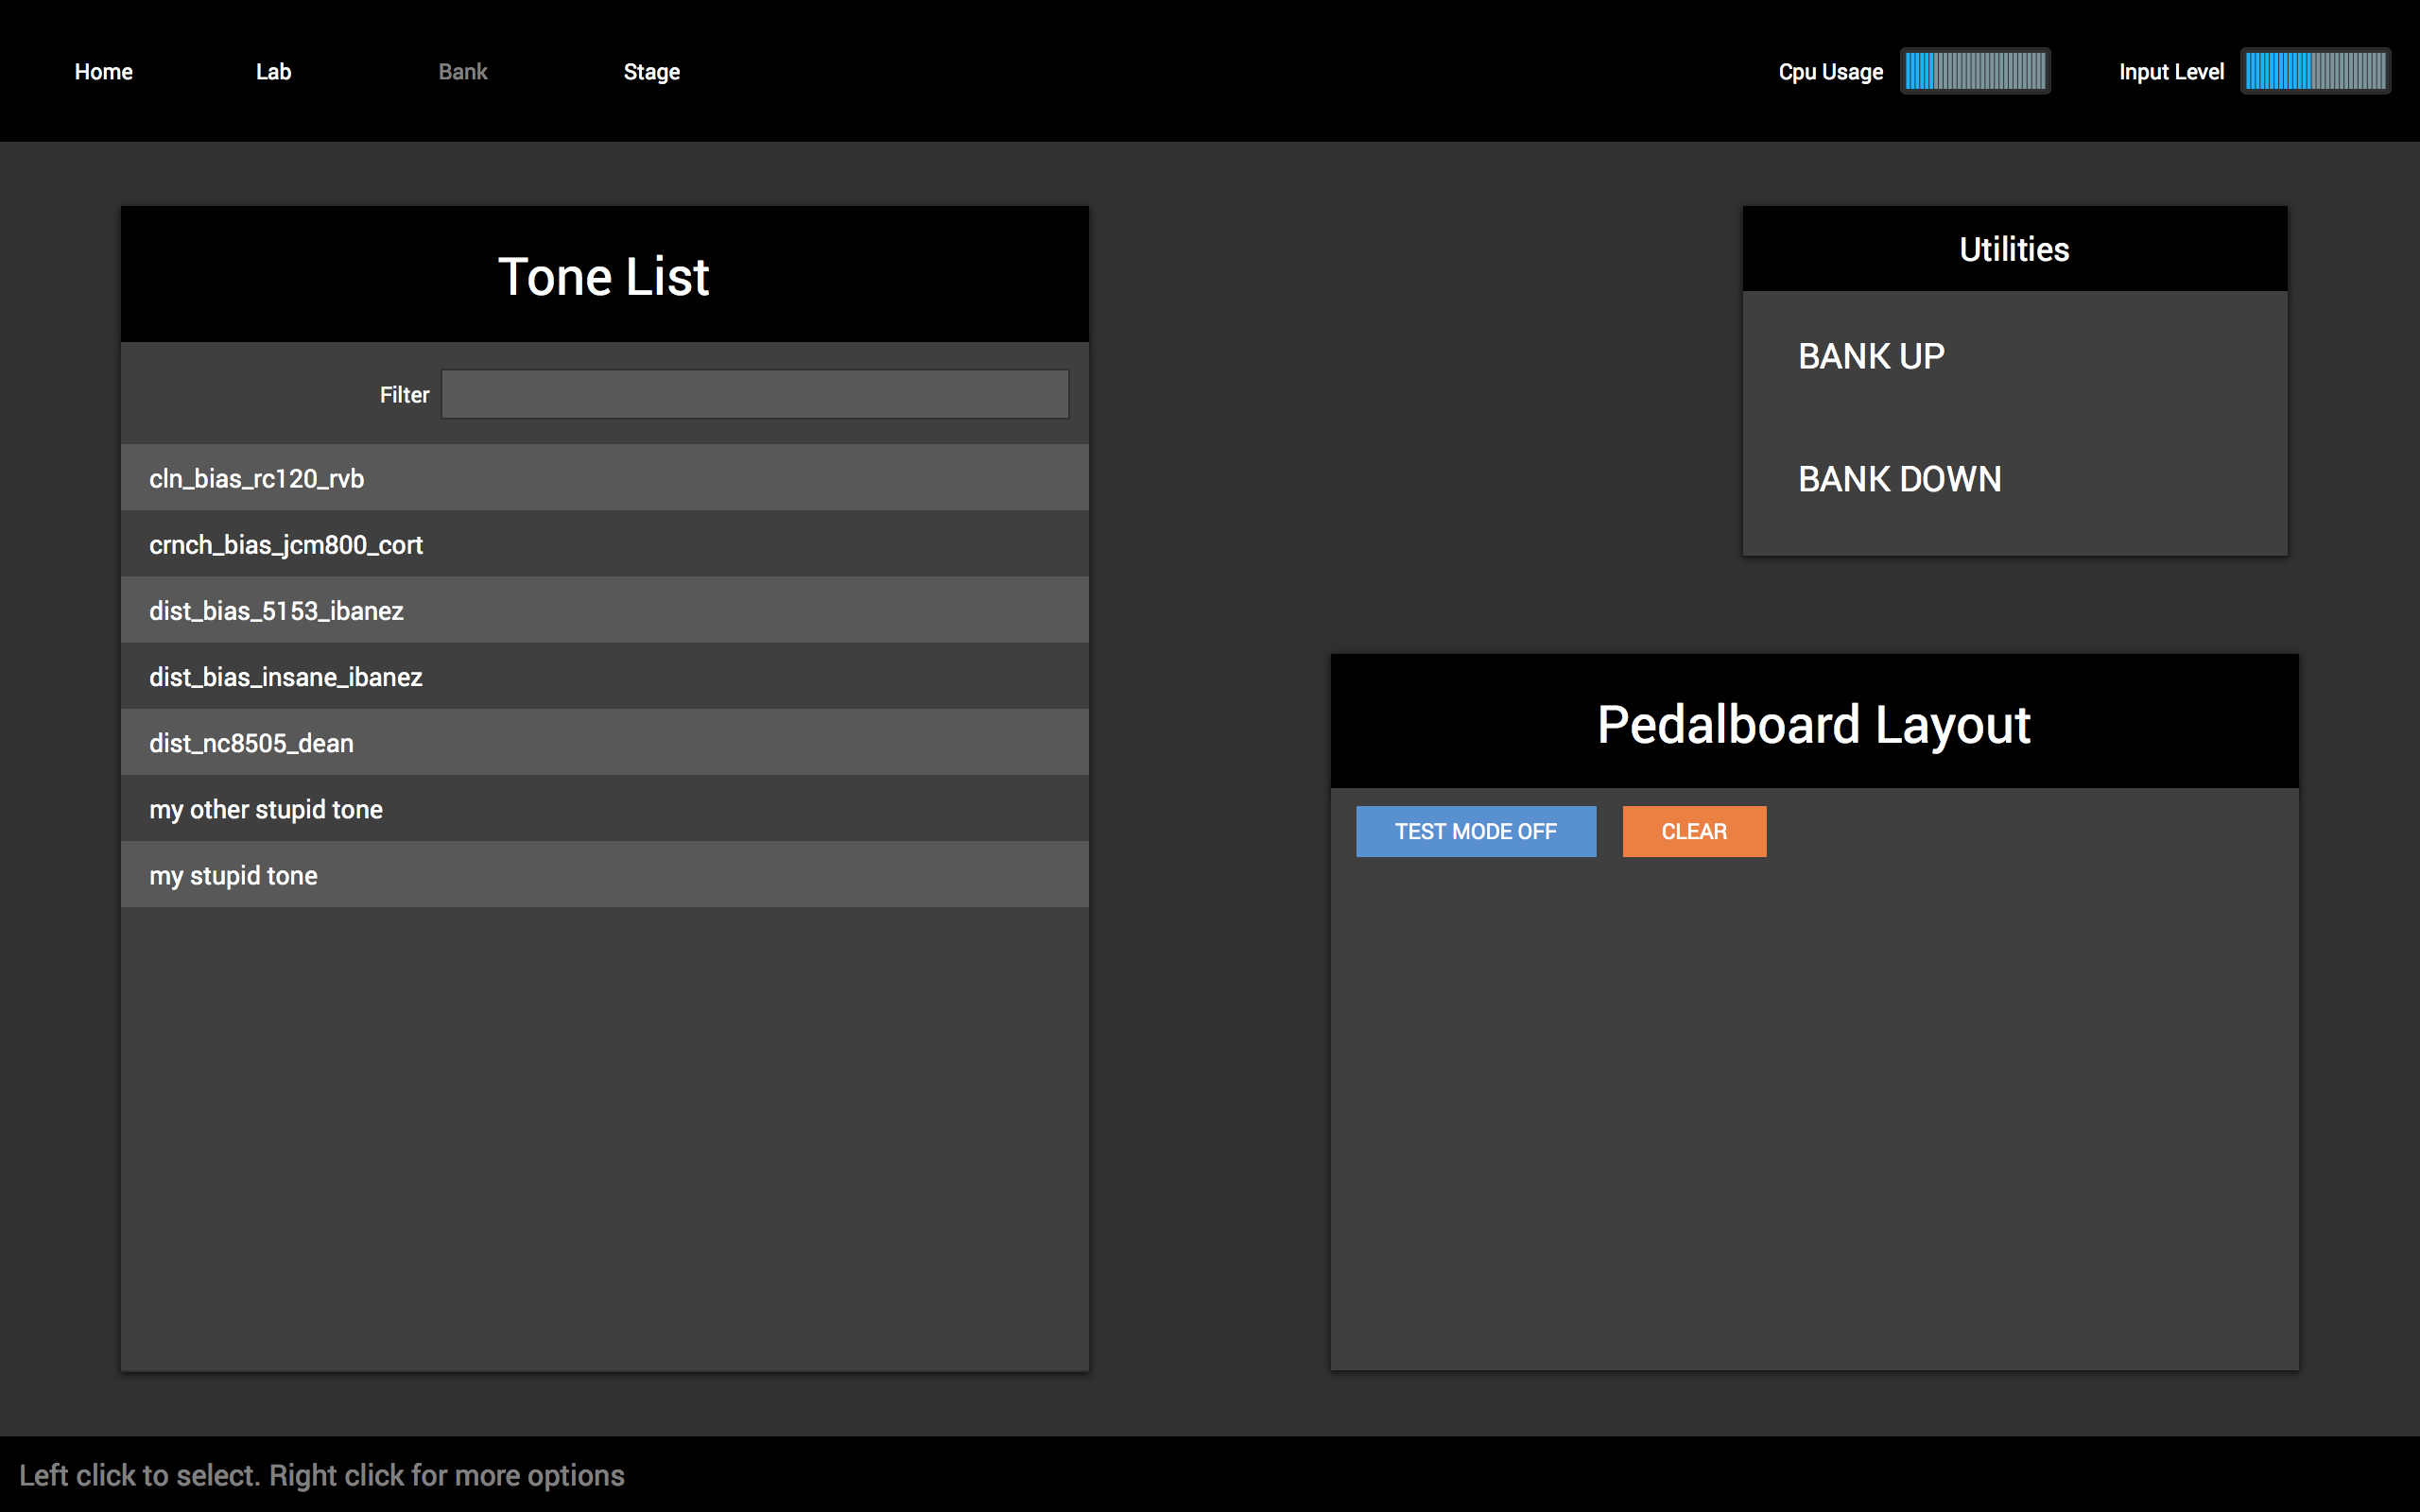 Home Lab Bank Stage Cpu Usage Input Level
Tone List
Filter
cln_bias_rc120_rvb
crnch_bias_jcm800_cort
dist_bias_5153_ibanez
dist_bias_insane_ibanez
dist_nc8505_dean
my other stupid tone
my stupid tone
Utilities
BANK UP
BANK DOWN
Pedalboard Layout
TEST MODE OFF CLEAR
Left click to select. Right click for more options